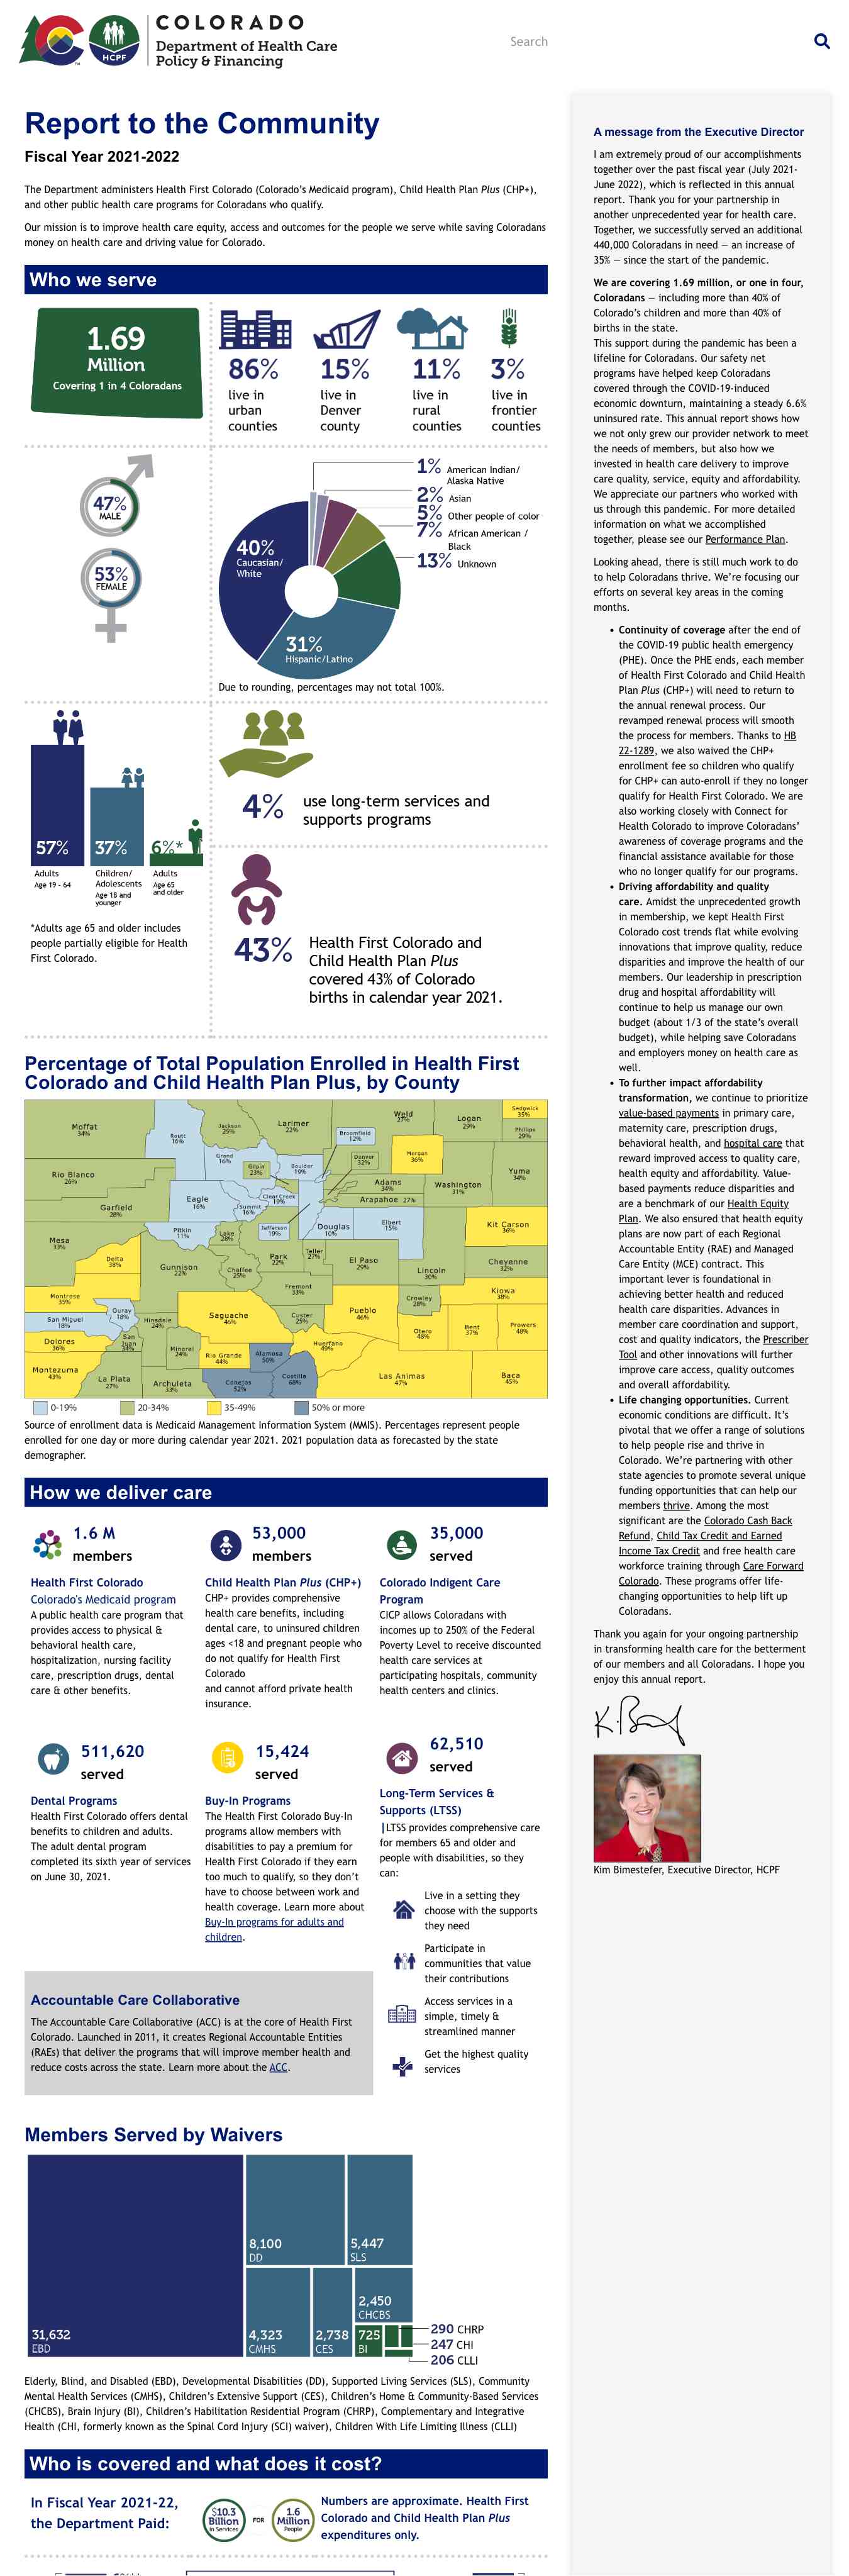 COLORADO
Department of Health Care
Policy & Financing
HCPF
Search
Report to the Community
Fiscal Year 2021-2022
The Department administers Health First Colorado (Colorado's Medicaid program), Child Health Plan Plus (CHP+),
and other public health care programs for Coloradans who qualify.
Our mission is to improve health care equity, access and outcomes for the people we serve while saving Coloradans
money on health care and driving value for Colorado.
Who we serve
1.69
Million
Covering 1 in 4 Coloradans
86%
live in
urban
counties
15%
live in
Denver
county
11%
live in
rural
counties
3%
live in
frontier
counties
47%
MALE
53%
FEMALE
1% American Indian/
Alaska Native
2% Asian
5% Other people of color
7% African American /
Black
13% Unknown
40%
Caucasian/
White
31%
Hispanic/Latino
Due to rounding, percentages may not total 100%.
57%
Adults
Age 19 - 64
37%
Children/
Adolescents
Age 18 and
younger
6%*
Adults
Age 65
and older
*Adults age 65 and older includes
people partially eligible for Health
First Colorado.
4%
use long-term services and
supports programs
43%
Health First Colorado and
Child Health Plan Plus
covered 43% of Colorado
births in calendar year 2021.
Percentage of Total Population Enrolled in Health First
Colorado and Child Health Plan Plus, by County
Moffat
34%
Routt
16%
Jackson
25%
Larimer
22%
Weld
27%
Logan
29%
Sedgwick
35%
Phillips
29%
Broomfield
12%
Grand
16%
Gilpin
23%
Boulder
19%
Denver
32%
Morgan
36%
Rio Blanco
26%
Yuma
34%
Adams
34%
Washington
31%
Eagle
16%
Clear Creek
19%
Arapahoe 27%
Garfield
28%
Summit
16%
Pitkin
11%
Lake
28%
Jefferson
19%
Douglas
10%
Elbert
15%
Kit Carson
36%
Mesa
33%
Delta
38%
Gunnison
22%
Chaffee
25%
Park
22%
Teller
27%
El Paso
29%
Lincoln
30%
Cheyenne
32%
Montrose
35%
Fremont
33%
Kiowa
38%
Crowley
28%
Ouray
18%
San Miguel
18%
Hinsdale
24%
Saguache
46%
Custer
25%
Pueblo
46%
Otero
48%
Bent
37%
Prowers
48%
Dolores
36%
San
Juan
34%
Mineral
24%
Rio Grande
44%
Alamosa
50%
Huerfano
49%
Montezuma
43%
La Plata
27%
Archuleta
33%
Conejos
52%
Costilla
68%
Las Animas
47%
Baca
45%
0-19%
20-34%
35-49%
50% or more
Source of enrollment data is Medicaid Management Information System (MMIS). Percentages represent people
enrolled for one day or more during calendar year 2021. 2021 population data as forecasted by the state
demographer.
How we deliver care
1.6 M
members
Health First Colorado
Colorado's Medicaid program
A public health care program that
provides access to physical &
behavioral health care,
hospitalization, nursing facility
care, prescription drugs, dental
care & other benefits.
53,000
members
Child Health Plan Plus (CHP+)
CHP+ provides comprehensive
health care benefits, including
dental care, to uninsured children
ages <18 and pregnant people who
do not qualify for Health First
Colorado
and cannot afford private health
insurance.
35,000
served
Colorado Indigent Care
Program
CICP allows Coloradans with
incomes up to 250% of the Federal
Poverty Level to receive discounted
health care services at
participating hospitals, community
health centers and clinics.
511,620
served
Dental Programs
Health First Colorado offers dental
benefits to children and adults.
The adult dental program
completed its sixth year of services
on June 30, 2021.
15,424
served
Buy-In Programs
The Health First Colorado Buy-In
programs allow members with
disabilities to pay a premium for
Health First Colorado if they earn
too much to qualify, so they don't
have to choose between work and
health coverage. Learn more about
Buy-In programs for adults and
children.
62,510
served
Long-Term Services &
Supports (LTSS)
|LTSS provides comprehensive care
for members 65 and older and
people with disabilities, so they
can:
Live in a setting they
choose with the supports
they need
Participate in
communities that value
their contributions
Access services in a
simple, timely &
streamlined manner
Get the highest quality
services
Accountable Care Collaborative
The Accountable Care Collaborative (ACC) is at the core of Health First
Colorado. Launched in 2011, it creates Regional Accountable Entities
(RAEs) that deliver the programs that will improve member health and
reduce costs across the state. Learn more about the ACC.
Members Served by Waivers
31,632
EBD
8,100
DD
5,447
SLS
4,323
CMHS
2,738
CES
2,450
CHCBS
725
BI
290 CHRP
247 CHI
206 CLLI
Elderly, Blind, and Disabled (EBD), Developmental Disabilities (DD), Supported Living Services (SLS), Community
Mental Health Services (CMHS), Children's Extensive Support (CES), Children's Home & Community-Based Services
(CHCBS), Brain Injury (BI), Children's Habilitation Residential Program (CHRP), Complementary and Integrative
Health (CHI, formerly known as the Spinal Cord Injury (SCI) waiver), Children With Life Limiting Illness (CLLI)
Who is covered and what does it cost?
In Fiscal Year 2021-22,
the Department Paid:
$10.3
Billion
In Services
FOR
1.6
Million
People
Numbers are approximate. Health First
Colorado and Child Health Plan Plus
expenditures only.
A message from the Executive Director
I am extremely proud of our accomplishments
together over the past fiscal year (July 2021-
June 2022), which is reflected in this annual
report. Thank you for your partnership in
another unprecedented year for health care.
Together, we successfully served an additional
440,000 Coloradans in need — an increase of
35% — since the start of the pandemic.
We are covering 1.69 million, or one in four,
Coloradans — including more than 40% of
Colorado's children and more than 40% of
births in the state.
This support during the pandemic has been a
lifeline for Coloradans. Our safety net
programs have helped keep Coloradans
covered through the COVID-19-induced
economic downturn, maintaining a steady 6.6%
uninsured rate. This annual report shows how
we not only grew our provider network to meet
the needs of members, but also how we
invested in health care delivery to improve
care quality, service, equity and affordability.
We appreciate our partners who worked with
us through this pandemic. For more detailed
information on what we accomplished
together, please see our Performance Plan.
Looking ahead, there is still much work to do
to help Coloradans thrive. We're focusing our
efforts on several key areas in the coming
months.
• Continuity of coverage after the end of
the COVID-19 public health emergency
(PHE). Once the PHE ends, each member
of Health First Colorado and Child Health
Plan Plus (CHP+) will need to return to
the annual renewal process. Our
revamped renewal process will smooth
the process for members. Thanks to HB
22-1289, we also waived the CHP+
enrollment fee so children who qualify
for CHP+ can auto-enroll if they no longer
qualify for Health First Colorado. We are
also working closely with Connect for
Health Colorado to improve Coloradans'
awareness of coverage programs and the
financial assistance available for those
who no longer qualify for our programs.
• Driving affordability and quality
care. Amidst the unprecedented growth
in membership, we kept Health First
Colorado cost trends flat while evolving
innovations that improve quality, reduce
disparities and improve the health of our
members. Our leadership in prescription
drug and hospital affordability will
continue to help us manage our own
budget (about 1/3 of the state's overall
budget), while helping save Coloradans
and employers money on health care as
well.
• To further impact affordability
transformation, we continue to prioritize
value-based payments in primary care,
maternity care, prescription drugs,
behavioral health, and hospital care that
reward improved access to quality care,
health equity and affordability. Value-
based payments reduce disparities and
are a benchmark of our Health Equity
Plan. We also ensured that health equity
plans are now part of each Regional
Accountable Entity (RAE) and Managed
Care Entity (MCE) contract. This
important lever is foundational in
achieving better health and reduced
health care disparities. Advances in
member care coordination and support,
cost and quality indicators, the Prescriber
Tool and other innovations will further
improve care access, quality outcomes
and overall affordability.
• Life changing opportunities. Current
economic conditions are difficult. It's
pivotal that we offer a range of solutions
to help people rise and thrive in
Colorado. We're partnering with other
state agencies to promote several unique
funding opportunities that can help our
members thrive. Among the most
significant are the Colorado Cash Back
Refund, Child Tax Credit and Earned
Income Tax Credit and free health care
workforce training through Care Forward
Colorado. These programs offer life-
changing opportunities to help lift up
Coloradans.
Thank you again for your ongoing partnership
in transforming health care for the betterment
of our members and all Coloradans. I hope you
enjoy this annual report.
Kim Bimestefer, Executive Director, HCPF